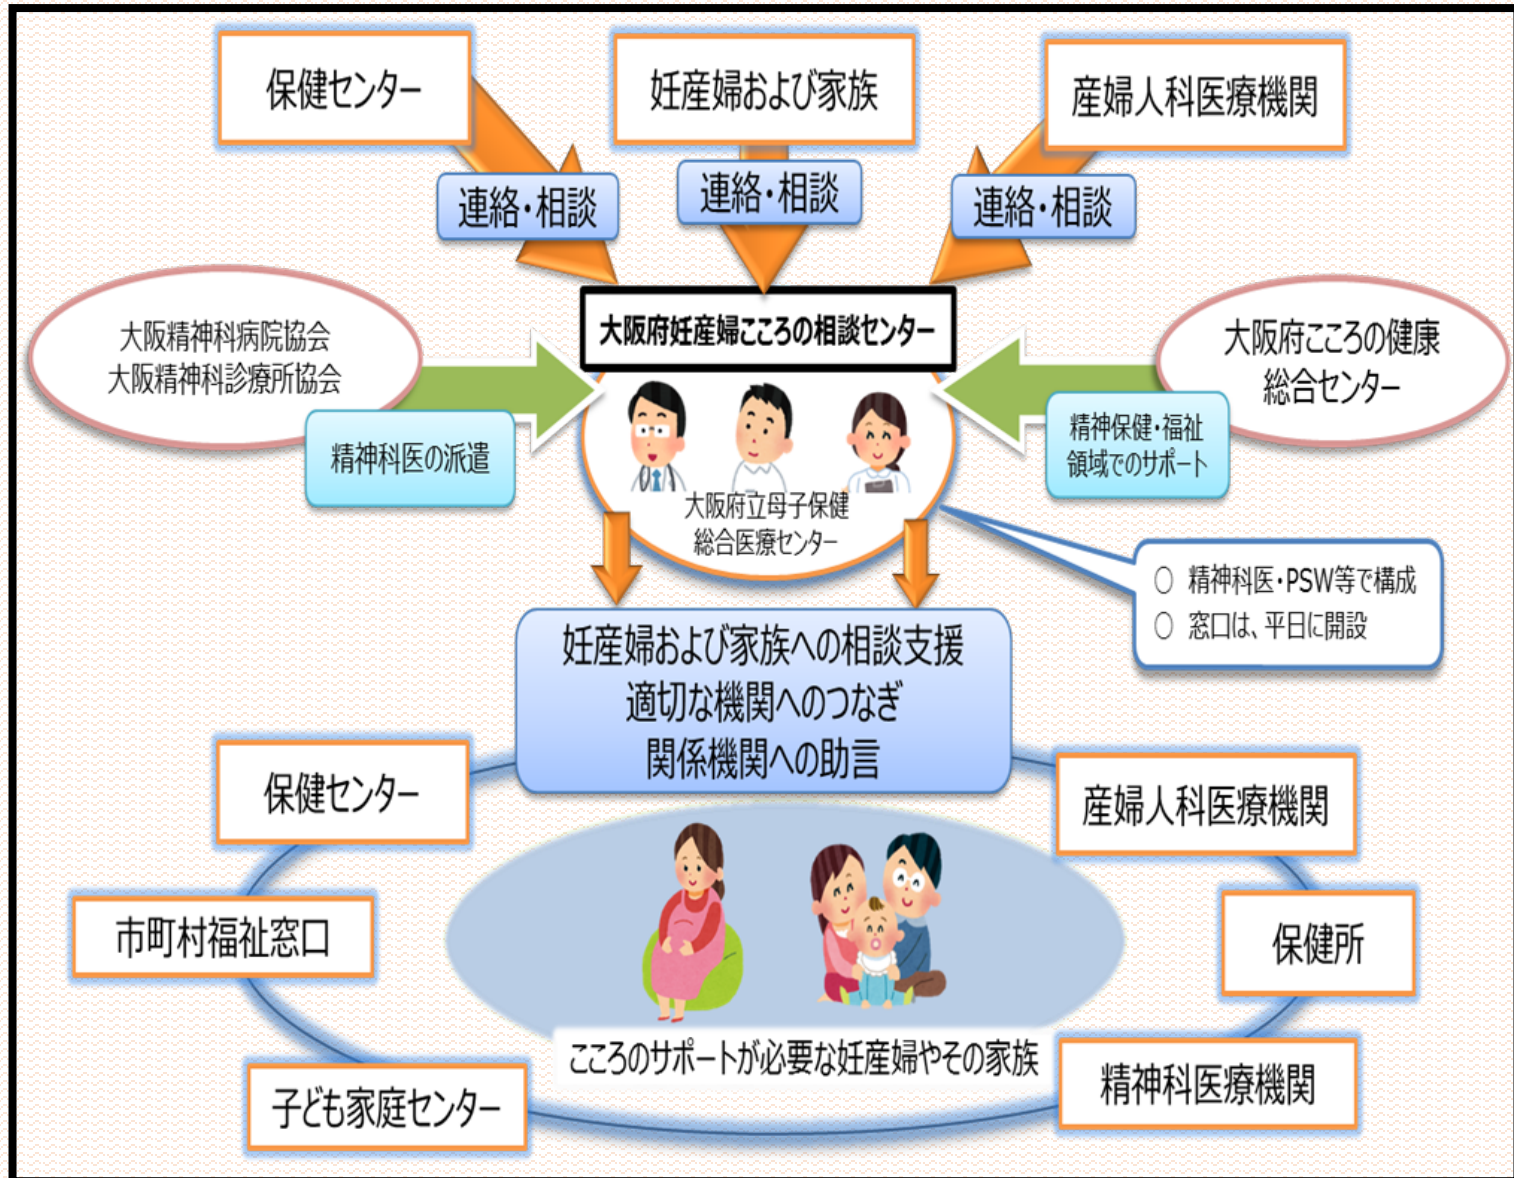 保健センター
妊産婦および家族
産婦人科医療機関
連絡・相談
連絡・相談
連絡・相談
大阪精神科病院協会
大阪精神科診療所協会
精神科医の派遣
大阪府妊産婦こころの相談センター
大阪府立母子保健
総合医療センター
大阪府こころの健康
総合センター
精神保健・福祉
領域でのサポート
○ 精神科医・PSW等で構成
○ 窓口は、平日に開設
妊産婦および家族への相談支援
適切な機関へのつなぎ
関係機関への助言
保健センター
産婦人科医療機関
市町村福祉窓口
保健所
こころのサポートが必要な妊産婦やその家族
子ども家庭センター
精神科医療機関